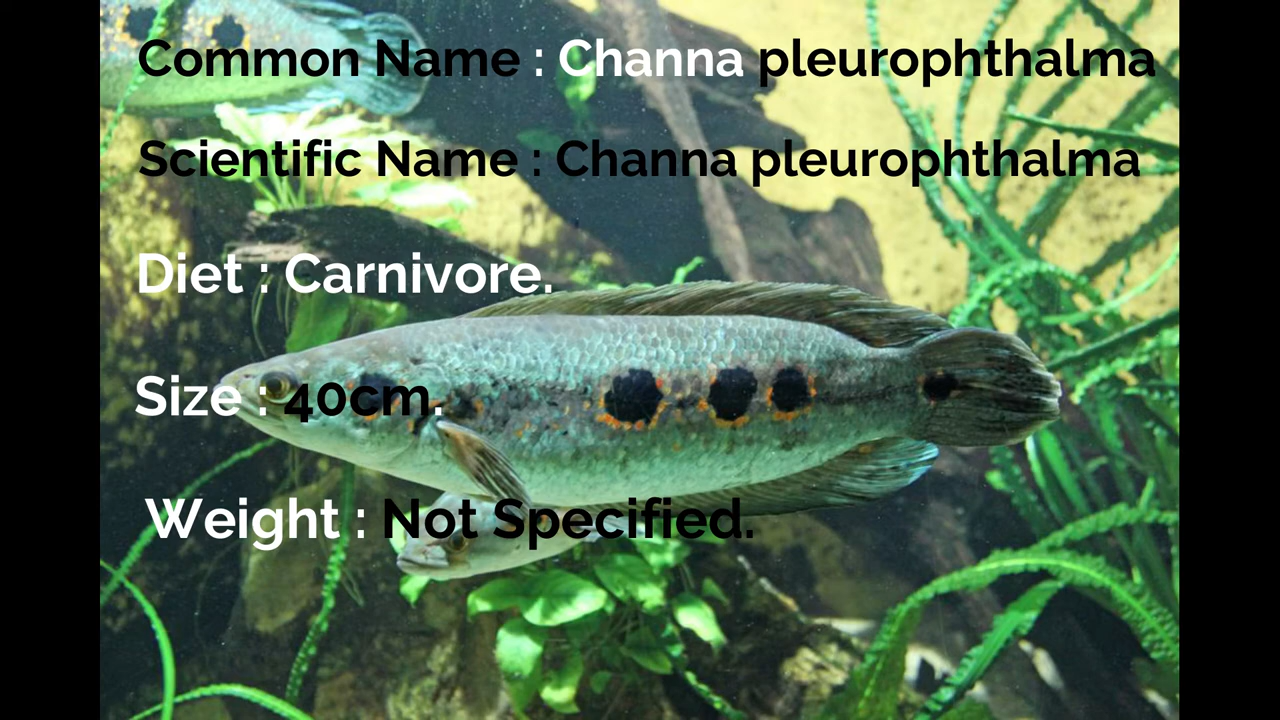 Common Name : Channa pleurophthalma
Scientific Name : Channa pleurophthalma
Diet : Carnivore.
Size : 40cm.
Weight : Not Specified.